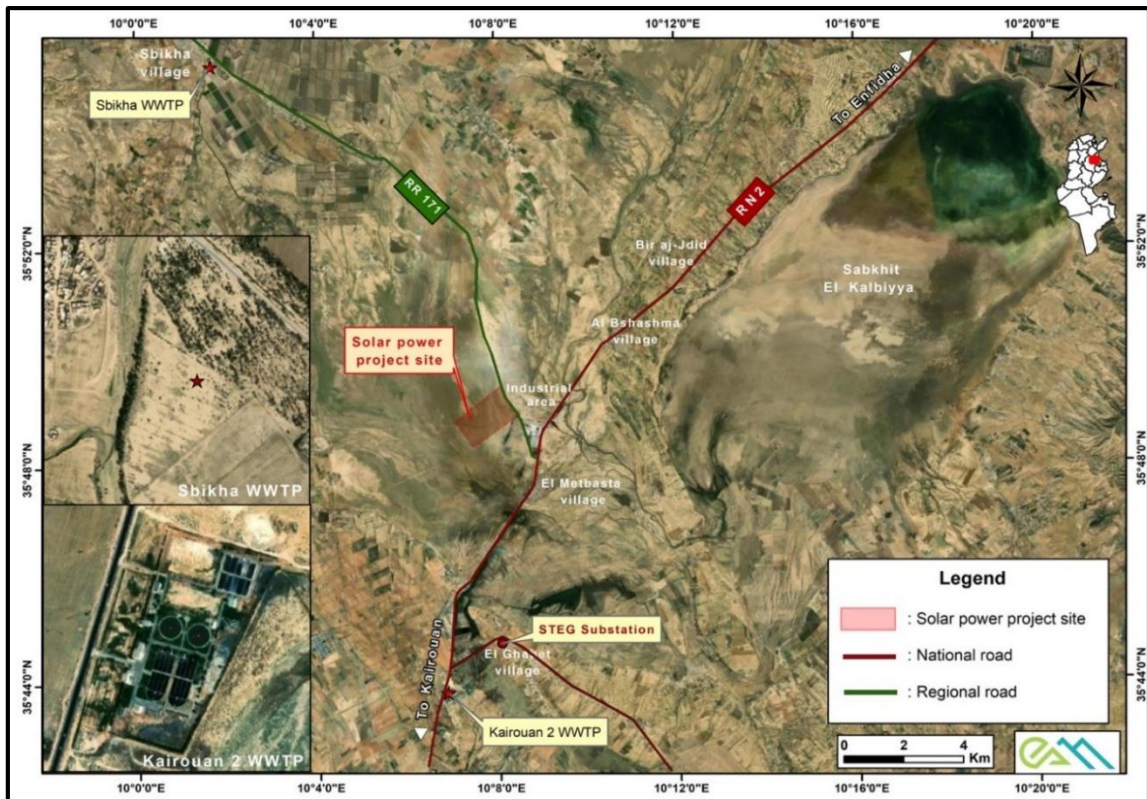 10°0'0"E
10°4'0"E
10°8'0"E
10°12'0"E
10°16'0"E
10°20'0"E
Sbikha
village
Sbikha WWTP
To Enfidha
RR 171
R N 2
35°52'0"N
35°52'0"N
Bir aj-Jdid
village
Sabkhit
El Kalbiyya
Al Bshashma
village
Solar power
project site
Industrial
area
35°48'0"N
35°48'0"N
Sbikha WWTP
El Metbasta
village
STEG Substation
El Ghabet
village
35°44'0"N
35°44'0"N
To Kairouan
Kairouan 2 WWTP
Kairouan 2 WWTP
Legend
: Solar power project site
: National road
: Regional road
0 2 4
Km
10°0'0"E
10°4'0"E
10°8'0"E
10°12'0"E
10°16'0"E
10°20'0"E